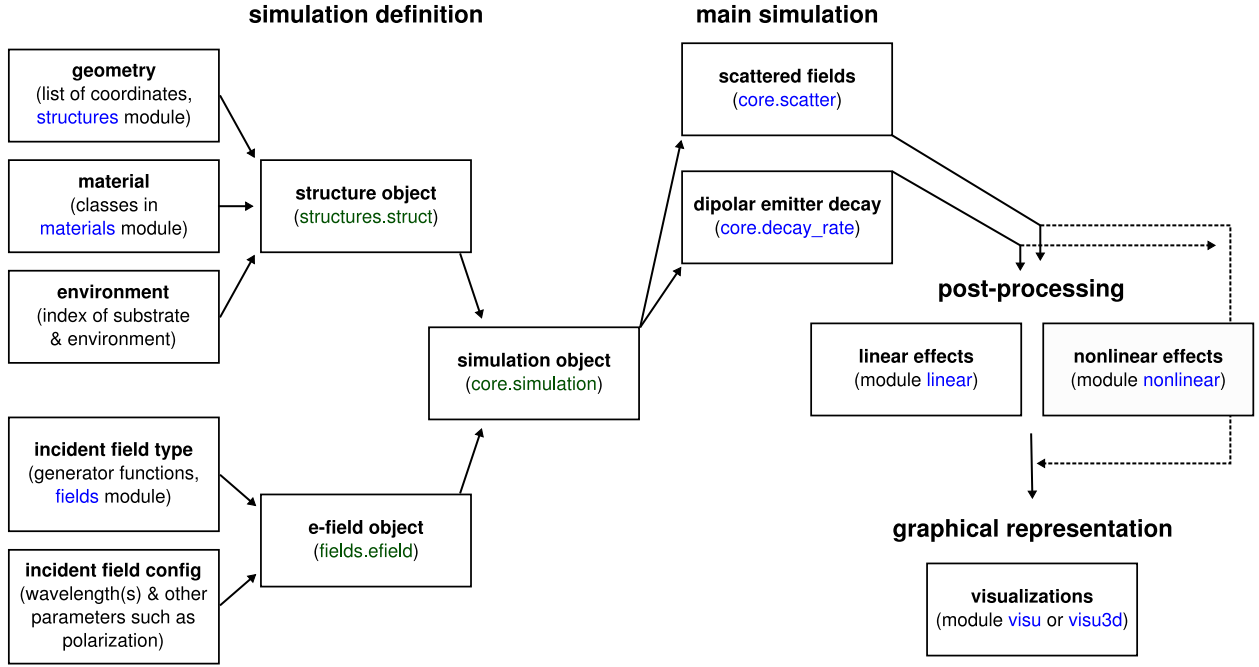 simulation definition
main simulation
geometry
(list of coordinates,
structures module)
material
(classes in
materials module)
environment
(index of substrate
& environment)
structure object
(structures.struct)
incident field type
(generator functions,
fields module)
incident field config
(wavelength(s) & other
parameters such as
polarization)
e-field object
(fields.efield)
simulation object
(core.simulation)
scattered fields
(core.scatter)
dipolar emitter decay
(core.decay_rate)
post-processing
linear effects
(module linear)
nonlinear effects
(module nonlinear)
graphical representation
visualizations
(module visu or visu3d)